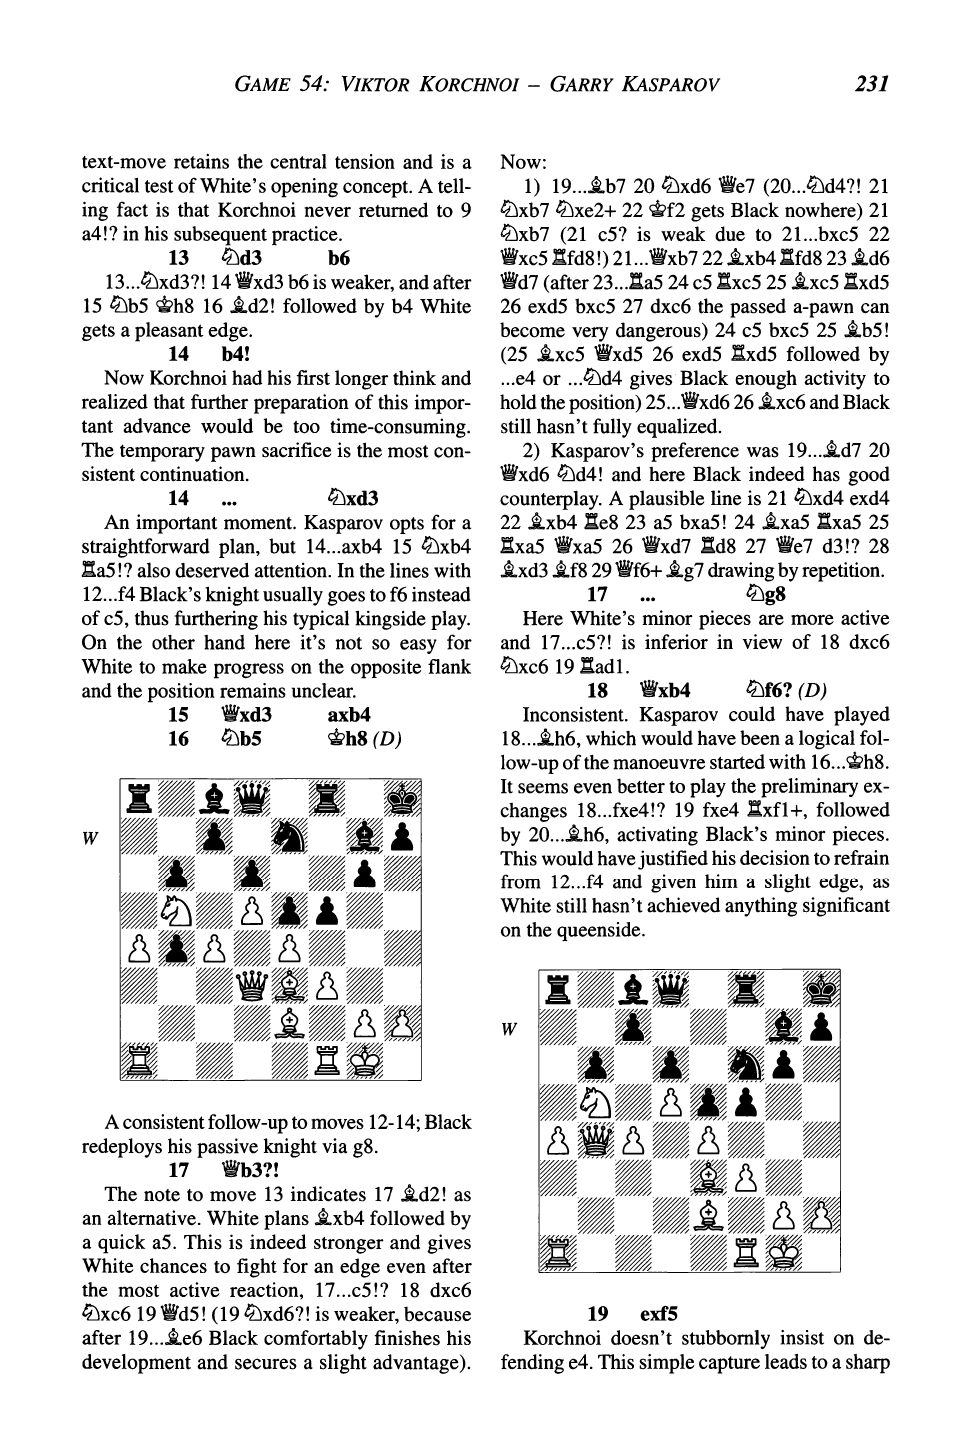 GAME 54: VIKTOR KORCHNOI – GARRY KASPAROV 231
text-move retains the central tension and is a
critical test of White's opening concept. A tell-
ing fact is that Korchnoi never returned to 9
a4!? in his subsequent practice.
13 ♘d3 b6
13...♘xd3?! 14 ♕xd3 b6 is weaker, and after
15 ♘b5 ♔h8 16 ♗d2! followed by b4 White
gets a pleasant edge.
14 b4!
Now Korchnoi had his first longer think and
realized that further preparation of this impor-
tant advance would be too time-consuming.
The temporary pawn sacrifice is the most con-
sistent continuation.
14 ... ♘xd3
An important moment. Kasparov opts for a
straightforward plan, but 14...axb4 15 ♘xb4
♖a5!? also deserved attention. In the lines with
12...f4 Black's knight usually goes to f6 instead
of c5, thus furthering his typical kingside play.
On the other hand here it's not so easy for
White to make progress on the opposite flank
and the position remains unclear.
15 ♕xd3 axb4
16 ♘b5 ♔h8 (D)
W
A consistent follow-up to moves 12-14; Black
redeploys his passive knight via g8.
17 ♕b3?!
The note to move 13 indicates 17 ♗d2! as
an alternative. White plans ♗xb4 followed by
a quick a5. This is indeed stronger and gives
White chances to fight for an edge even after
the most active reaction, 17...c5!? 18 dxc6
♘xc6 19 ♕d5! (19 ♘xd6?! is weaker, because
after 19...♗e6 Black comfortably finishes his
development and secures a slight advantage).
Now:
1) 19...♗b7 20 ♘xd6 ♕e7 (20...♘d4?! 21
♘xb7 ♘xe2+ 22 ♔f2 gets Black nowhere) 21
♘xb7 (21 c5? is weak due to 21...bxc5 22
♕xc5 ♖fd8!) 21...♕xb7 22 ♗xb4 ♖fd8 23 ♗d6
♕d7 (after 23...♖a5 24 c5 ♖xc5 25 ♗xc5 ♖xd5
26 exd5 bxc5 27 dxc6 the passed a-pawn can
become very dangerous) 24 c5 bxc5 25 ♗b5!
(25 ♗xc5 ♕xd5 26 exd5 ♖xd5 followed by
...e4 or ...♘d4 gives Black enough activity to
hold the position) 25...♕xd6 26 ♗xc6 and Black
still hasn't fully equalized.
2) Kasparov's preference was 19...♗d7 20
♕xd6 ♘d4! and here Black indeed has good
counterplay. A plausible line is 21 ♘xd4 exd4
22 ♗xb4 ♖e8 23 a5 bxa5! 24 ♗xa5 ♖xa5 25
♖xa5 ♕xa5 26 ♕xd7 ♖d8 27 ♕e7 d3!? 28
♗xd3 ♗f8 29 ♕f6+ ♗g7 drawing by repetition.
17 ... ♘g8
Here White's minor pieces are more active
and 17...c5?! is inferior in view of 18 dxc6
♘xc6 19 ♖ad1.
18 ♕xb4 ♘f6? (D)
Inconsistent. Kasparov could have played
18...♗h6, which would have been a logical fol-
low-up of the manoeuvre started with 16...♔h8.
It seems even better to play the preliminary ex-
changes 18...fxe4!? 19 fxe4 ♖xf1+, followed
by 20...♗h6, activating Black's minor pieces.
This would have justified his decision to refrain
from 12...f4 and given him a slight edge, as
White still hasn't achieved anything significant
on the queenside.
W
19 exf5
Korchnoi doesn't stubbornly insist on de-
fending e4. This simple capture leads to a sharp